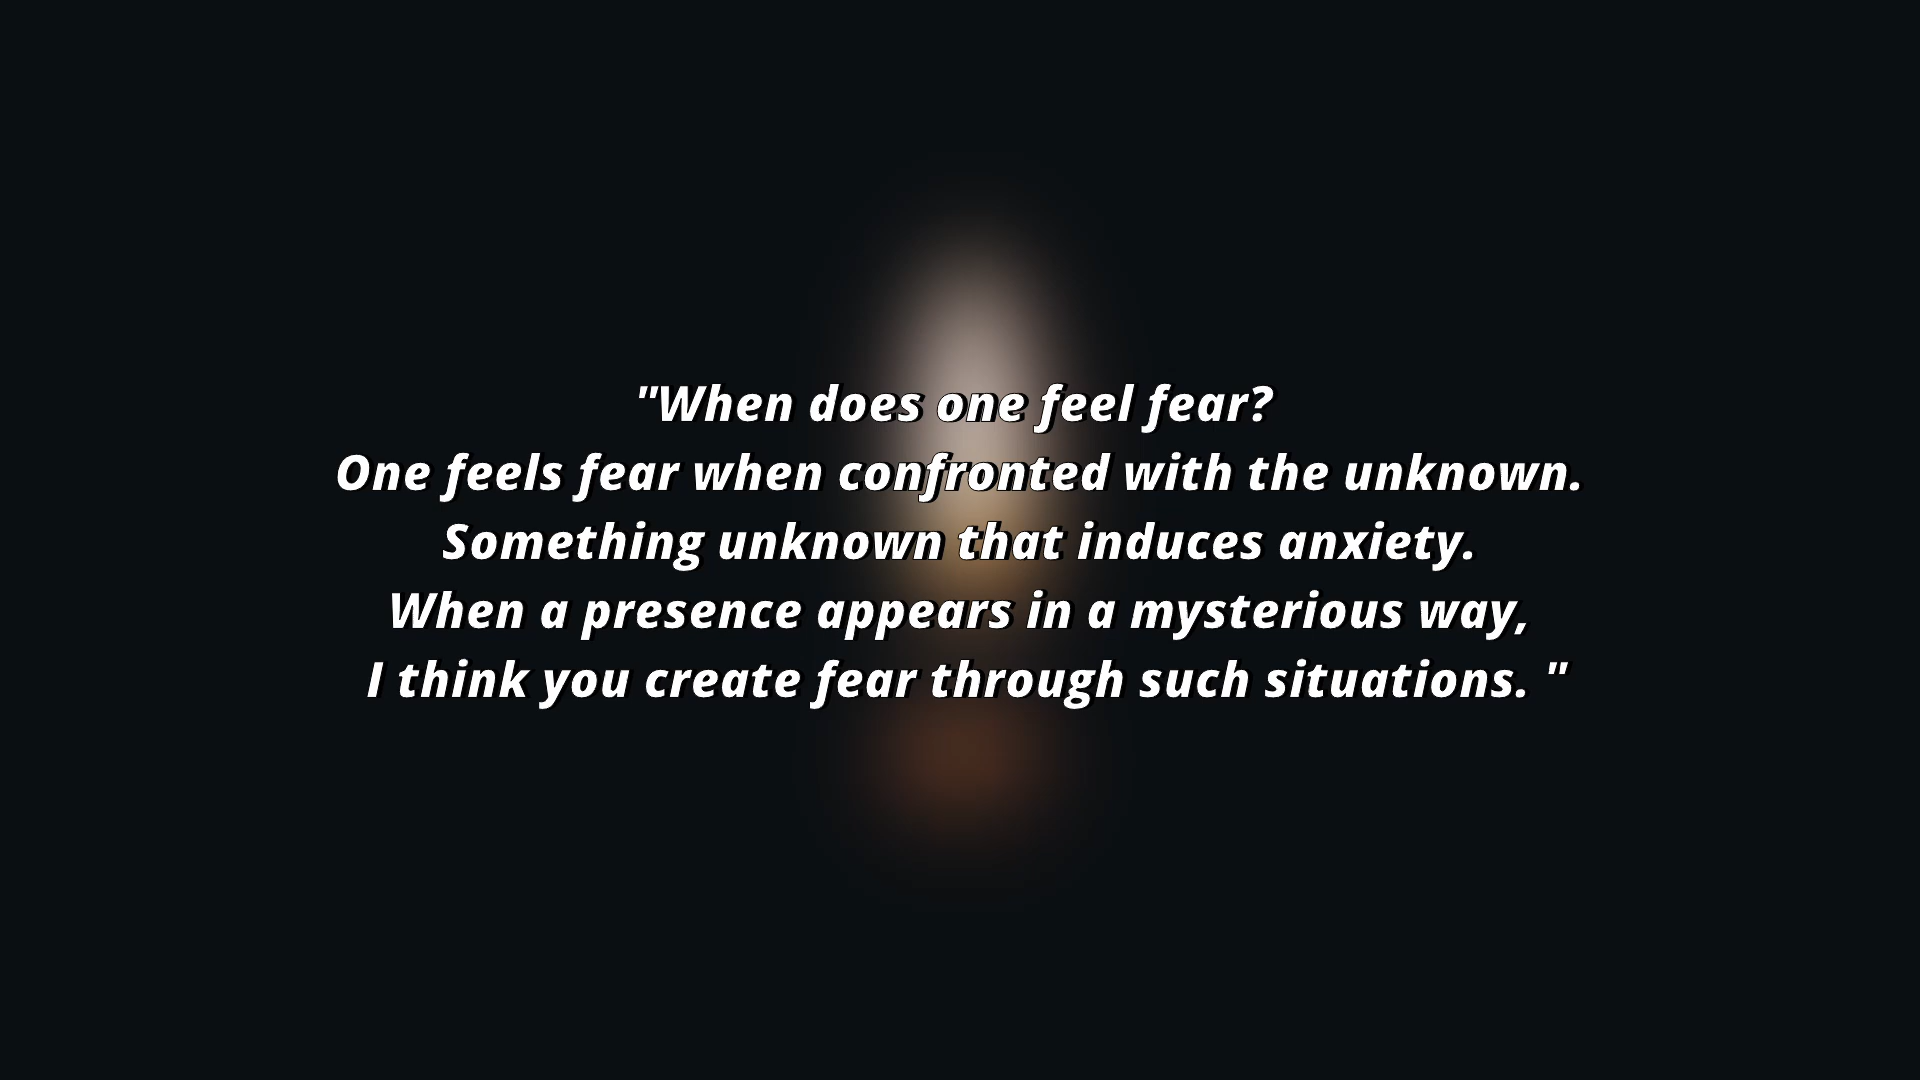 "When does one feel fear?
One feels fear when confronted with the unknown.
Something unknown that induces anxiety.
When a presence appears in a mysterious way,
I think you create fear through such situations. "